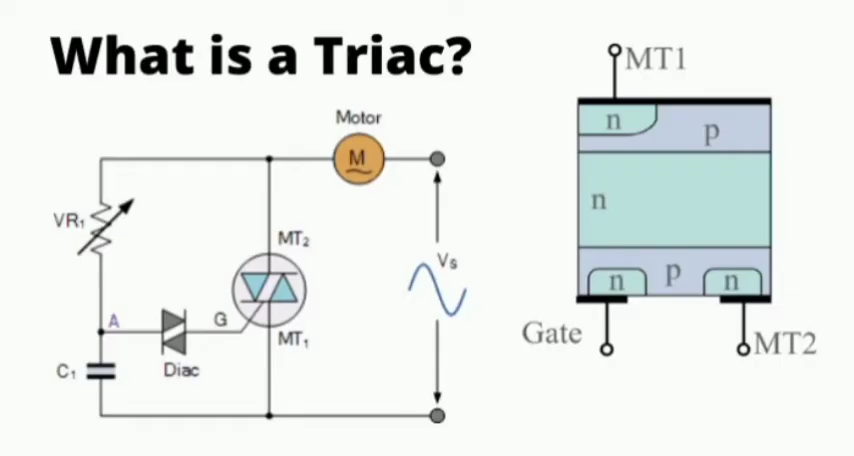 What is a Triac?
Motor
M
VR₁
MT₂
Vs
A
G
MT₁
C₁
Diac
MT1
n
p
n
n
p
n
Gate
MT2